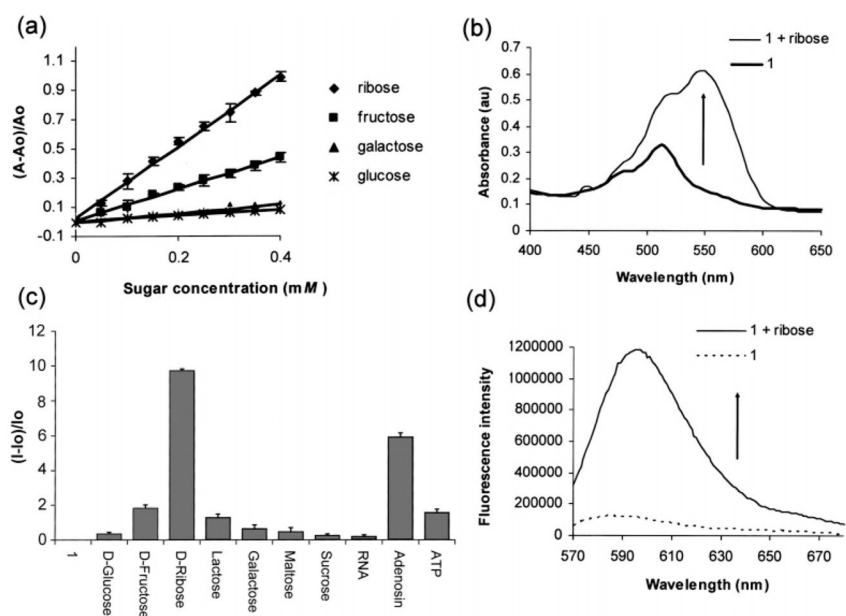 (a)
(A-Ao)/Ao
1.1
0.9
0.7
0.5
0.3
0.1
-0.1
0
0.2
0.4
Sugar concentration (mM)
ribose
fructose
galactose
glucose
(b)
Absorbance (au)
0.7
0.6
0.5
0.4
0.3
0.2
0.1
0
400
450
500
550
600
650
Wavelength (nm)
1 + ribose
1
(c)
(I-Io)/Io
12
10
8
6
4
2
0
1
D-Glucose
D-Fructose
D-Ribose
Lactose
Galactose
Maltose
Sucrose
RNA
Adenosin
ATP
(d)
1 + ribose
1
Fluorescence intensity
1200000
1000000
800000
600000
400000
200000
0
570
590
610
630
650
670
Wavelength (nm)